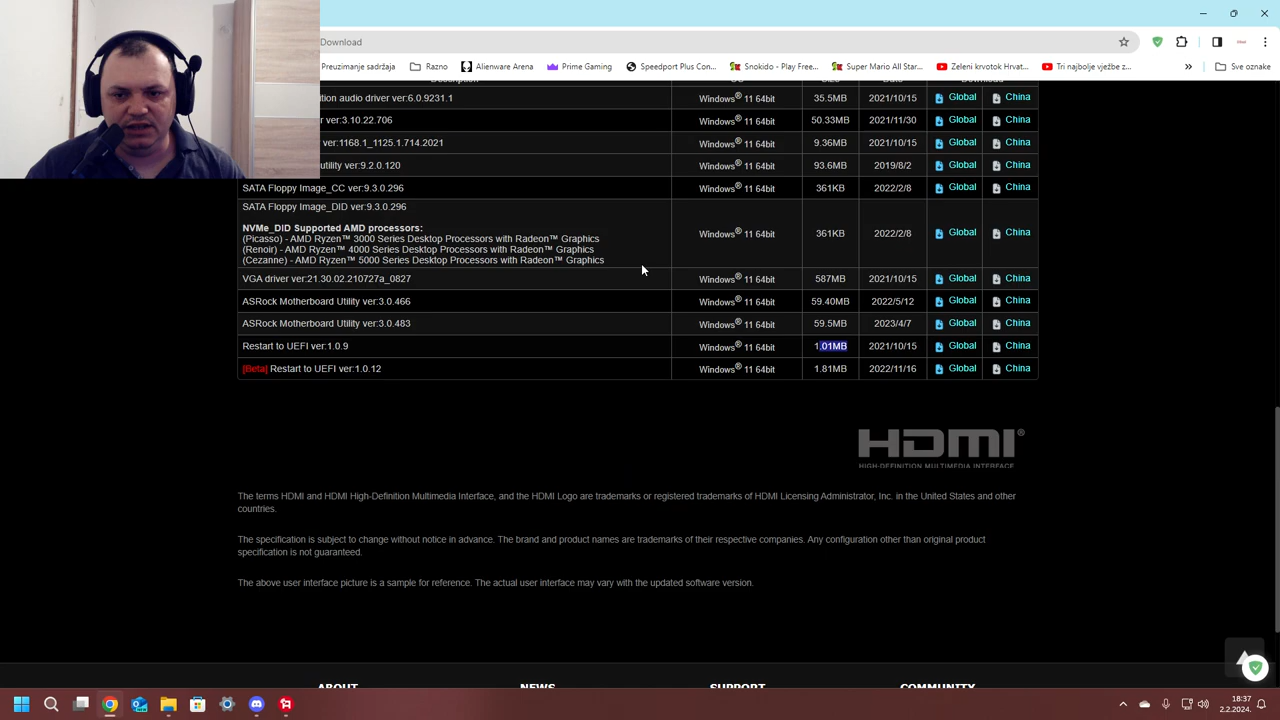 Download
Preuzimanje sadržaja
Razno
Alienware Arena
Prime Gaming
Speedport Plus Con...
Snokido - Play Free...
Super Mario All Star...
Zeleni krokotok Hrvat...
Tri najbolje vježbe z...
» Sve oznake
ition audio driver ver:6.0.9231.1 Windows® 11 64bit 35.5MB 2021/10/15 Global China
r ver:3.10.22.706 Windows® 11 64bit 50.33MB 2021/11/30 Global China
ver:1168.1_1125.1.714.2021 Windows® 11 64bit 9.36MB 2021/10/15 Global China
utility ver:9.2.0.120 Windows® 11 64bit 93.6MB 2019/8/2 Global China
SATA Floppy Image_CC ver:9.3.0.296 Windows® 11 64bit 361KB 2022/2/8 Global China
SATA Floppy Image_DID ver:9.3.0.296
NVMe_DID Supported AMD processors:
(Picasso) - AMD Ryzen™ 3000 Series Desktop Processors with Radeon™ Graphics
(Renoir) - AMD Ryzen™ 4000 Series Desktop Processors with Radeon™ Graphics
(Cezanne) - AMD Ryzen™ 5000 Series Desktop Processors with Radeon™ Graphics
Windows® 11 64bit 361KB 2022/2/8 Global China
VGA driver ver:21.30.02.210727a_0827 Windows® 11 64bit 587MB 2021/10/15 Global China
ASRock Motherboard Utility ver:3.0.466 Windows® 11 64bit 59.40MB 2022/5/12 Global China
ASRock Motherboard Utility ver:3.0.483 Windows® 11 64bit 59.5MB 2023/4/7 Global China
Restart to UEFI ver:1.0.9 Windows® 11 64bit 1.01MB 2021/10/15 Global China
[Beta] Restart to UEFI ver:1.0.12 Windows® 11 64bit 1.81MB 2022/11/16 Global China
HDMI®
HIGH-DEFINITION MULTIMEDIA INTERFACE
The terms HDMI and HDMI High-Definition Multimedia Interface, and the HDMI Logo are trademarks or registered trademarks of HDMI Licensing Administrator, Inc. in the United States and other
countries.
The specification is subject to change without notice in advance. The brand and product names are trademarks of their respective companies. Any configuration other than original product
specification is not guaranteed.
The above user interface picture is a sample for reference. The actual user interface may vary with the updated software version.
ABOUT NEWS SUPPORT COMMUNITY
18:37
2.2.2024.